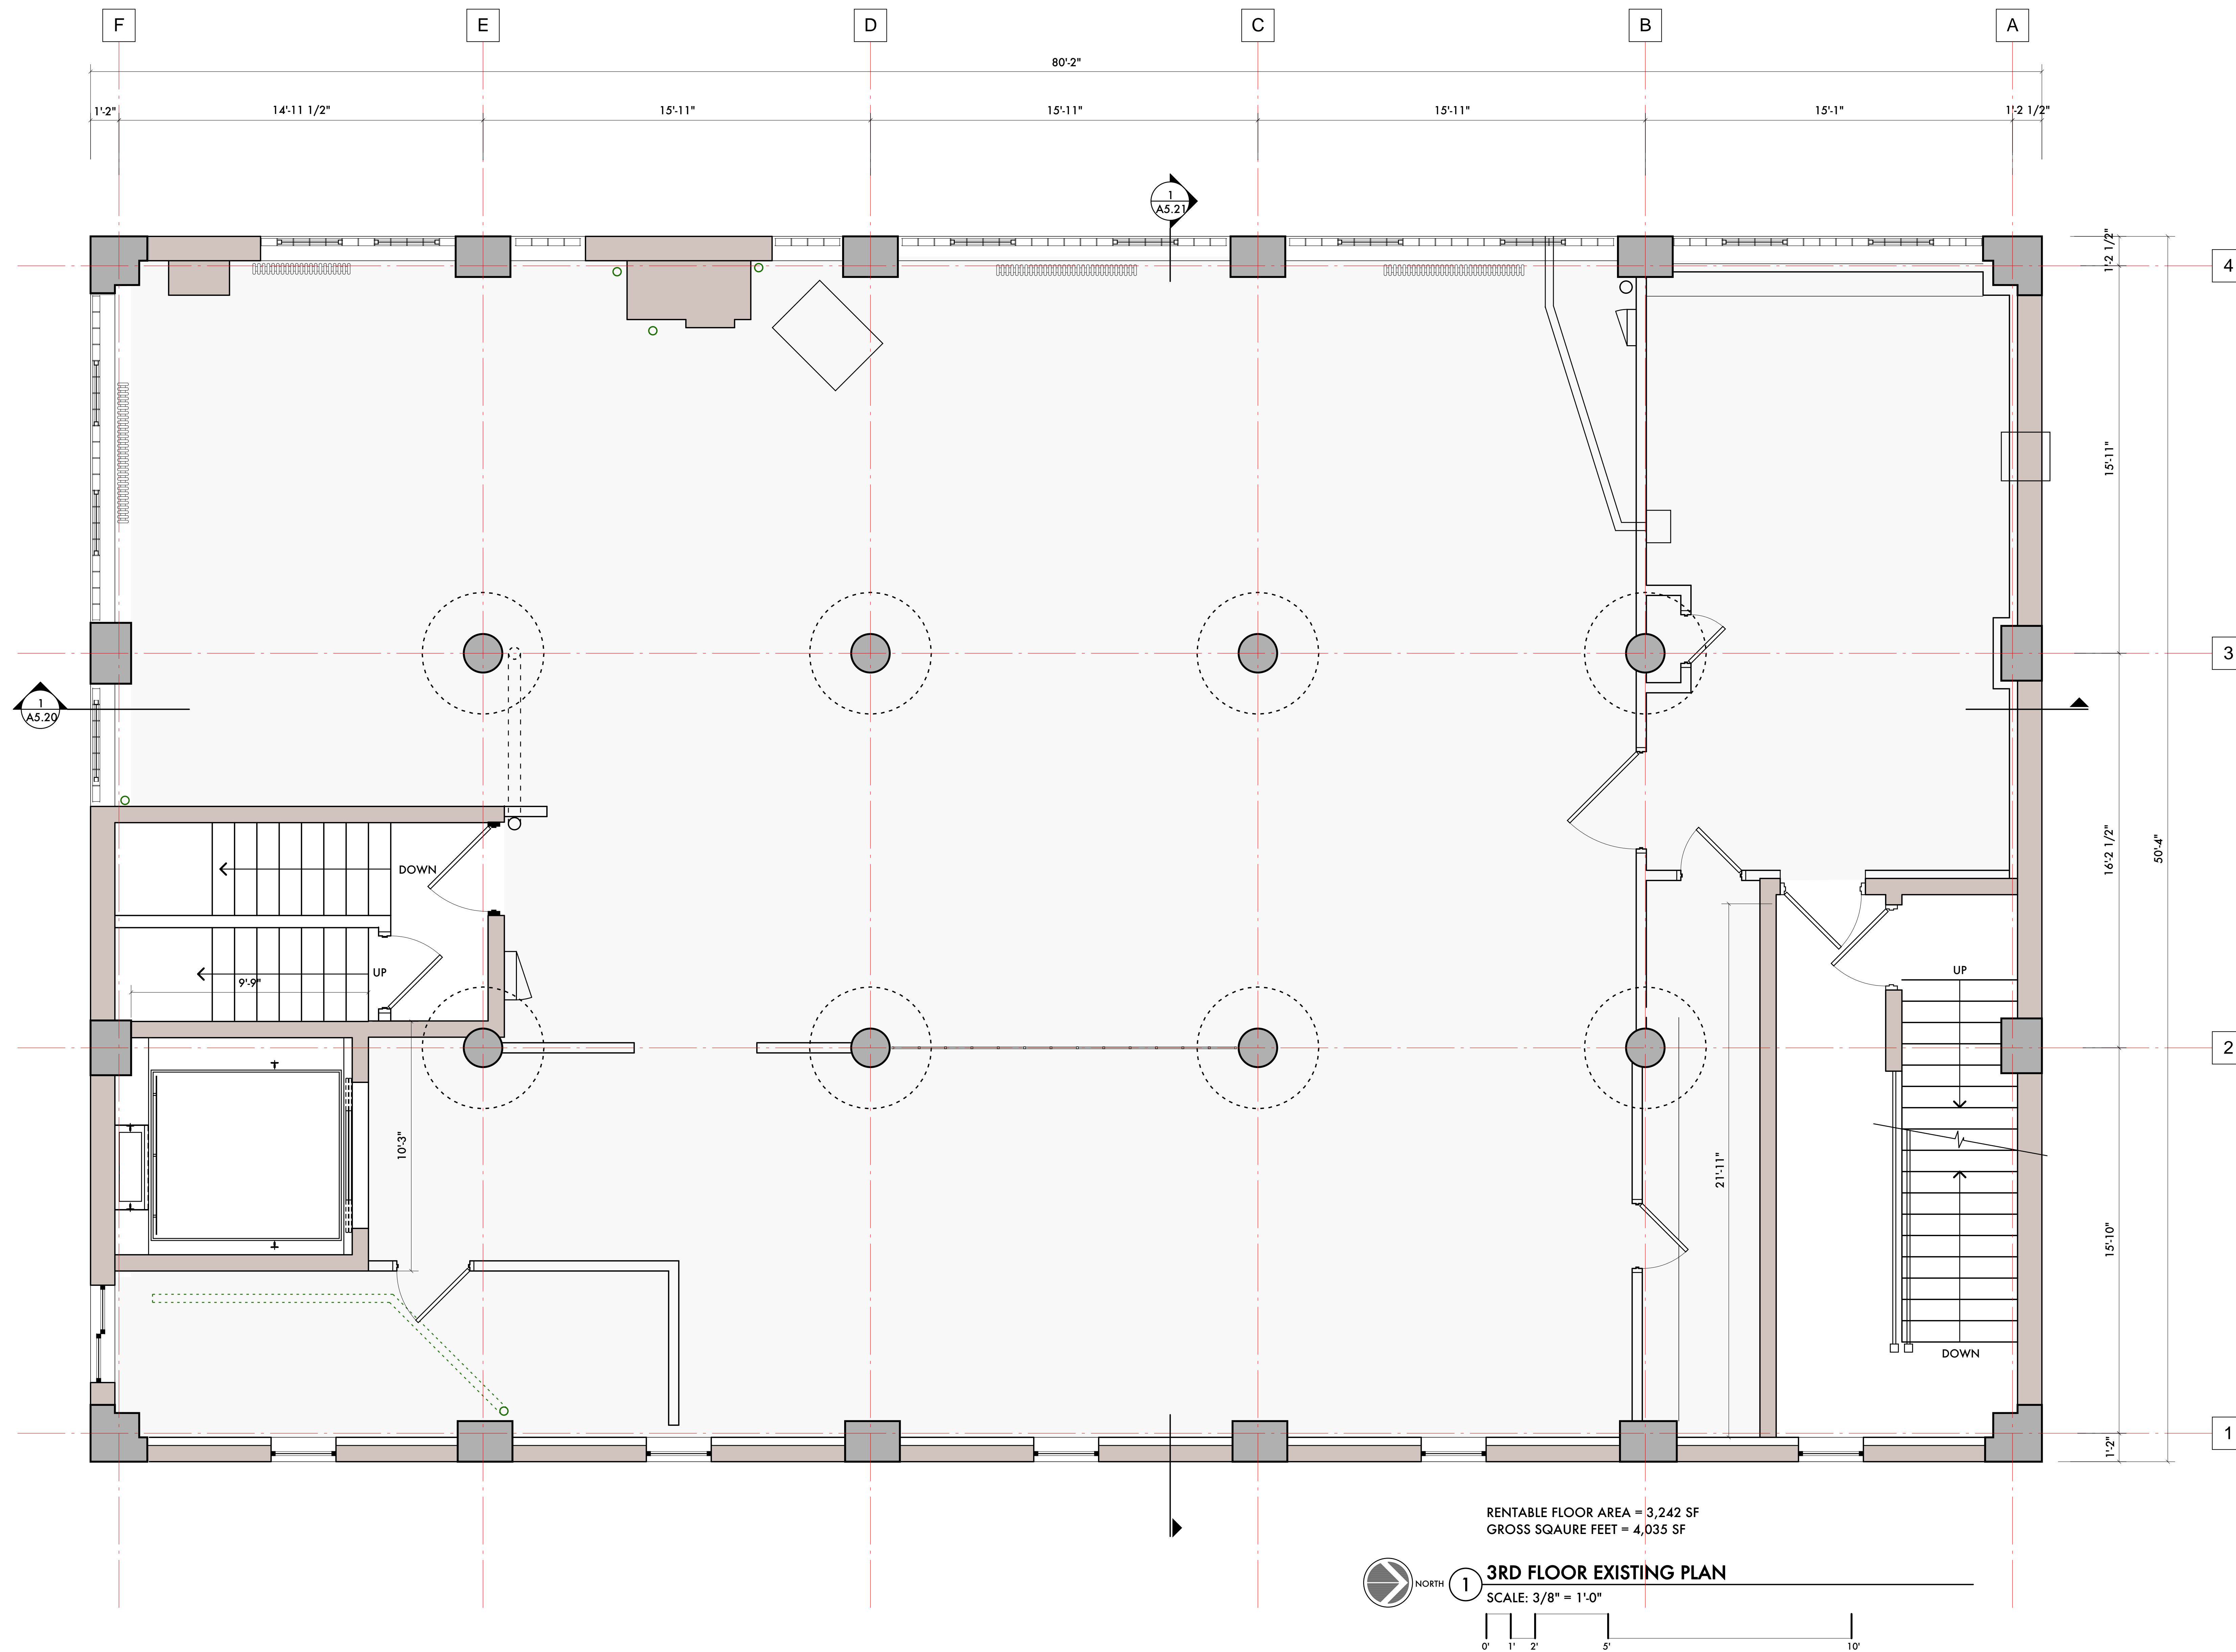 F E D C B A
80'-2"
1'-2" 14'-11 1/2" 15'-11" 15'-11" 15'-11" 15'-1" 1'-2 1/2"
1
A5.21
1'-2 1/2"
4
15'-11"
3
1
A5.20
16'-2 1/2"
50'-4"
DOWN
UP
9'-9"
UP
2
10'-3"
21'-11"
15'-10"
DOWN
1
1'-2"
RENTABLE FLOOR AREA = 3,242 SF
GROSS SQAURE FEET = 4,035 SF
NORTH 1 3RD FLOOR EXISTING PLAN
SCALE: 3/8" = 1'-0"
0' 1' 2' 5' 10'